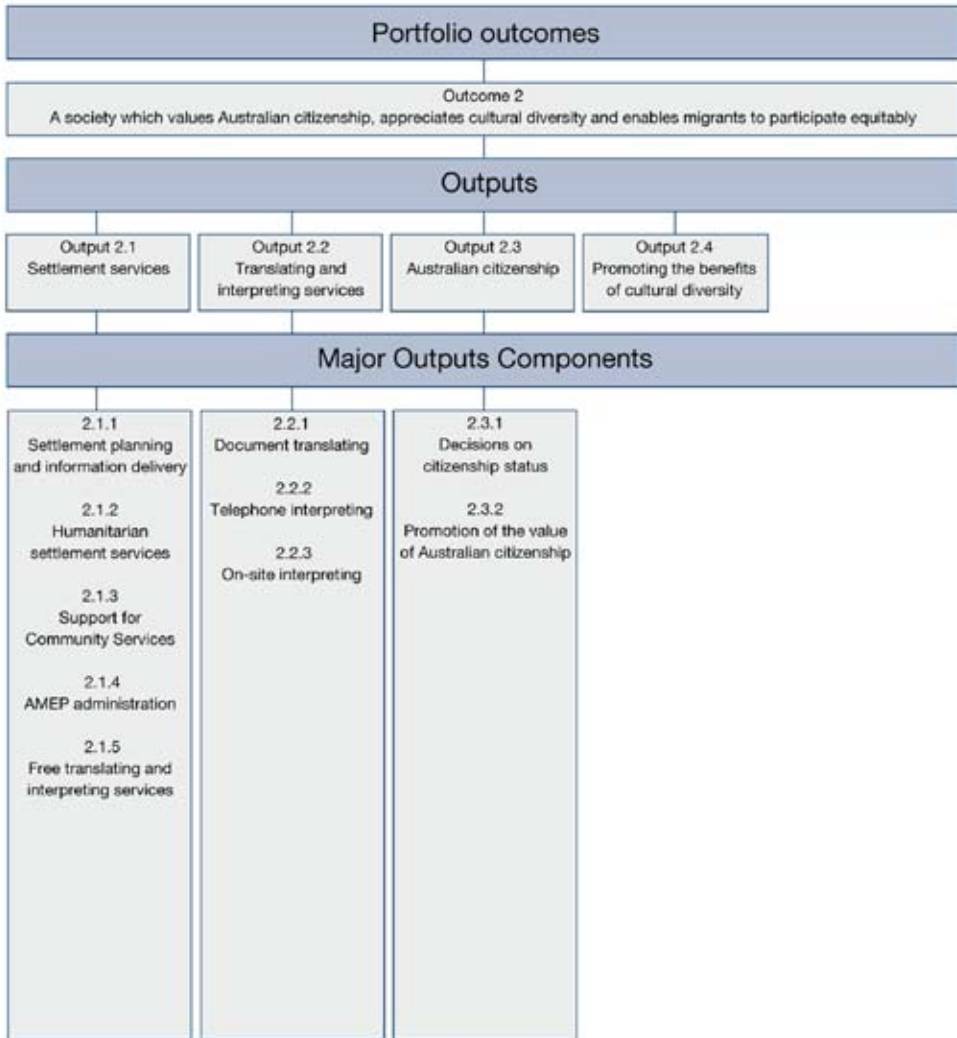 Portfolio outcomes
Outcome 2
A society which values Australian citizenship, appreciates cultural diversity and enables migrants to participate equitably
Outputs
Output 2.1
Settlement services
Output 2.2
Translating and
interpreting services
Output 2.3
Australian citizenship
Output 2.4
Promoting the benefits
of cultural diversity
Major Outputs Components
2.1.1
Settlement planning
and information delivery
2.1.2
Humanitarian
settlement services
2.1.3
Support for
Community Services
2.1.4
AMEP administration
2.1.5
Free translating and
interpreting services
2.2.1
Document translating
2.2.2
Telephone interpreting
2.2.3
On-site interpreting
2.3.1
Decisions on
citizenship status
2.3.2
Promotion of the value
of Australian citizenship